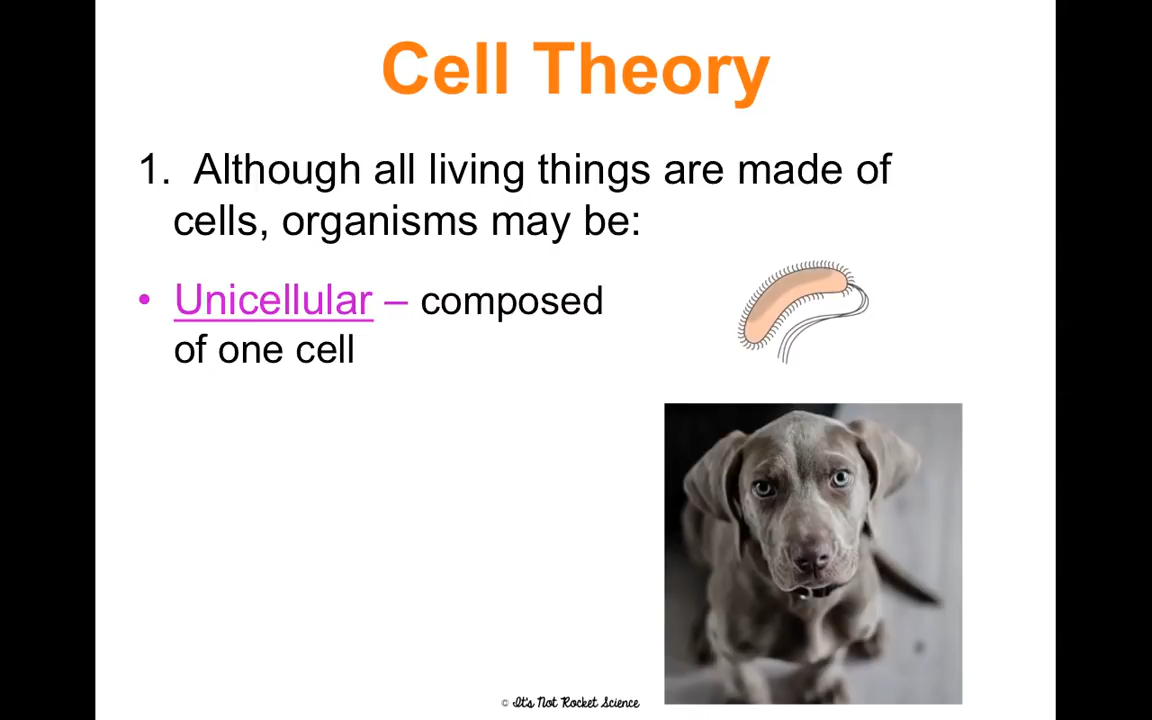 Cell Theory
1. Although all living things are made of
cells, organisms may be:
• Unicellular – composed
of one cell
© It's Not Rocket Science